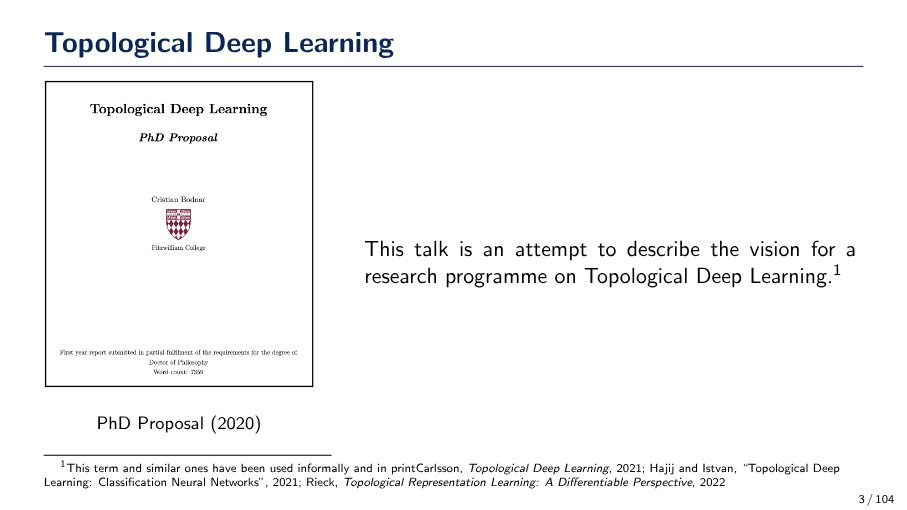 Topological Deep Learning
Topological Deep Learning
PhD Proposal
Cristian Bodnar
Fitzwilliam College
First year report submitted in partial fulfilment of the requirements for the degree of
Doctor of Philosophy
Word count: 7359
PhD Proposal (2020)
This talk is an attempt to describe the vision for a
research programme on Topological Deep Learning.1
1This term and similar ones have been used informally and in printCarlsson, Topological Deep Learning, 2021; Hajij and Istvan, “Topological Deep
Learning: Classification Neural Networks”, 2021; Rieck, Topological Representation Learning: A Differentiable Perspective, 2022
3 / 104